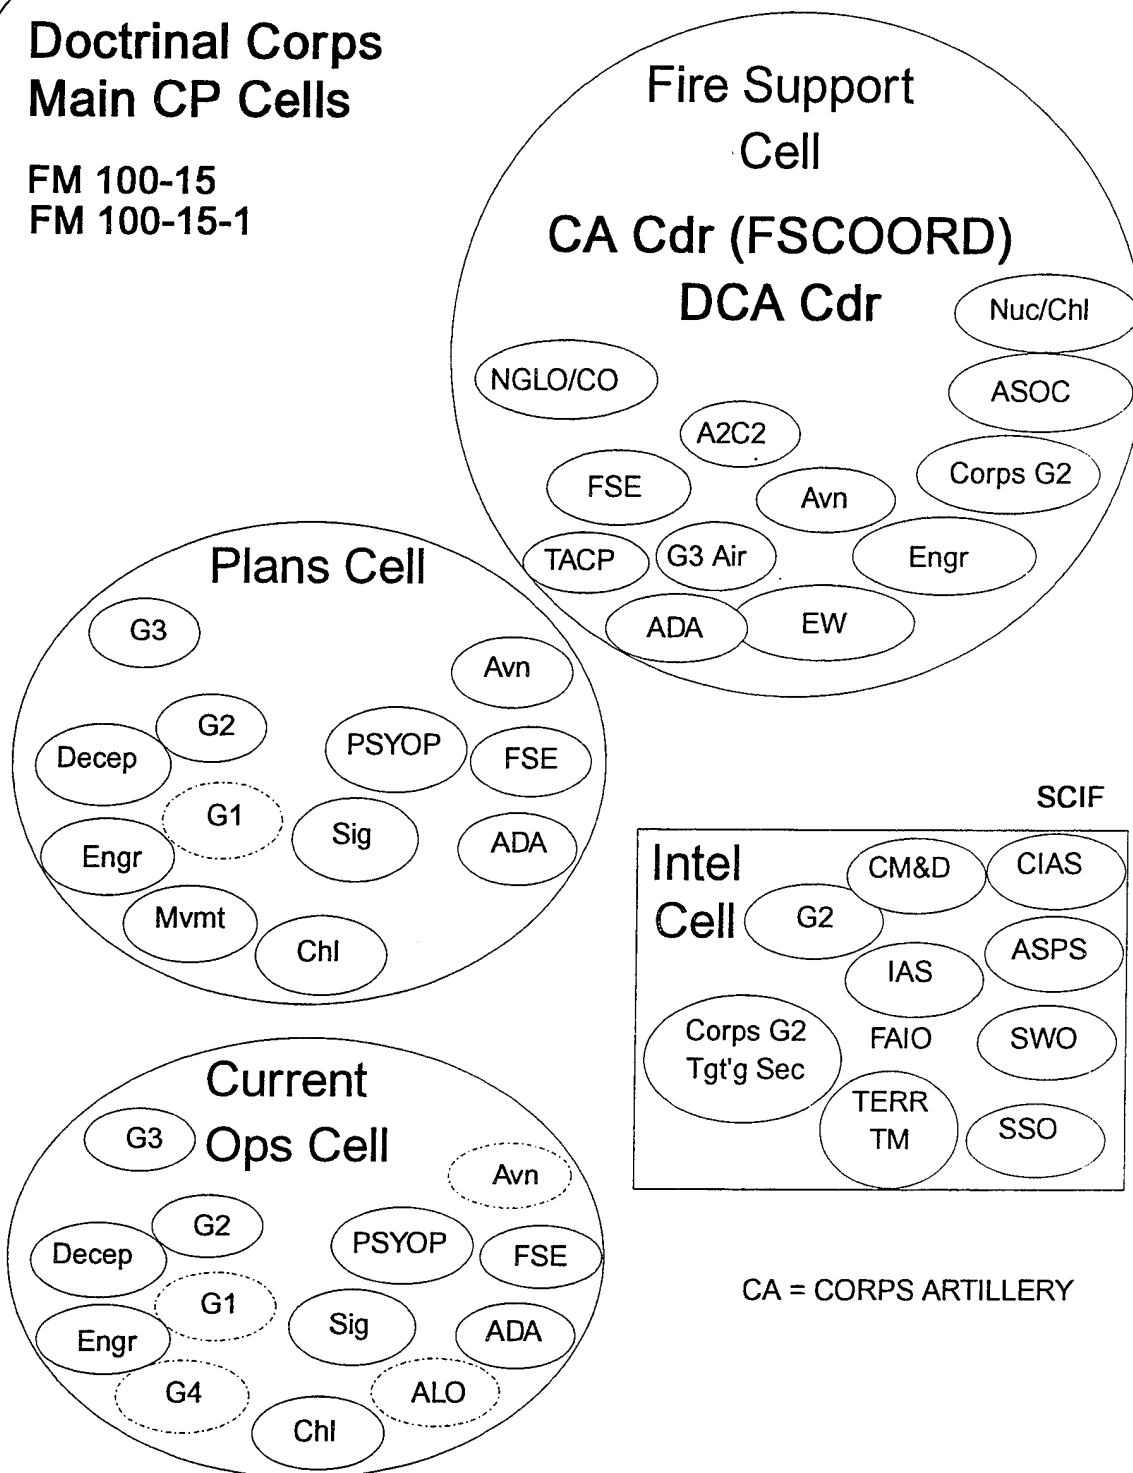 Doctrinal Corps
Main CP Cells
FM 100-15
FM 100-15-1
Fire Support
Cell
CA Cdr (FSCOORD)
DCA Cdr
Nuc/Chl
NGLO/CO
ASOC
A2C2
Corps G2
FSE
Avn
TACP
G3 Air
Engr
ADA
EW
Plans Cell
G3
Avn
G2
PSYOP
Decep
FSE
G1
Sig
ADA
Engr
Mvmt
Chl
SCIF
Intel
Cell
CM&D
CIAS
G2
ASPS
IAS
Corps G2
Tgt'g Sec
FAIO
SWO
TERR
TM
SSO
Current
Ops Cell
G3
Avn
G2
PSYOP
Decep
FSE
G1
Sig
ADA
Engr
G4
ALO
Chl
CA = CORPS ARTILLERY